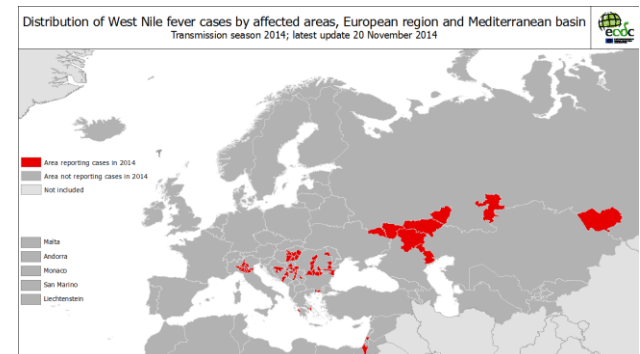 Distribution of West Nile fever cases by affected areas, European region and Mediterranean basin
Transmission season 2014; latest update 20 November 2014
ecdc
Area reporting cases in 2014
Area not reporting cases in 2014
Not included
Malta
Andorra
Monaco
San Marino
Liechtenstein